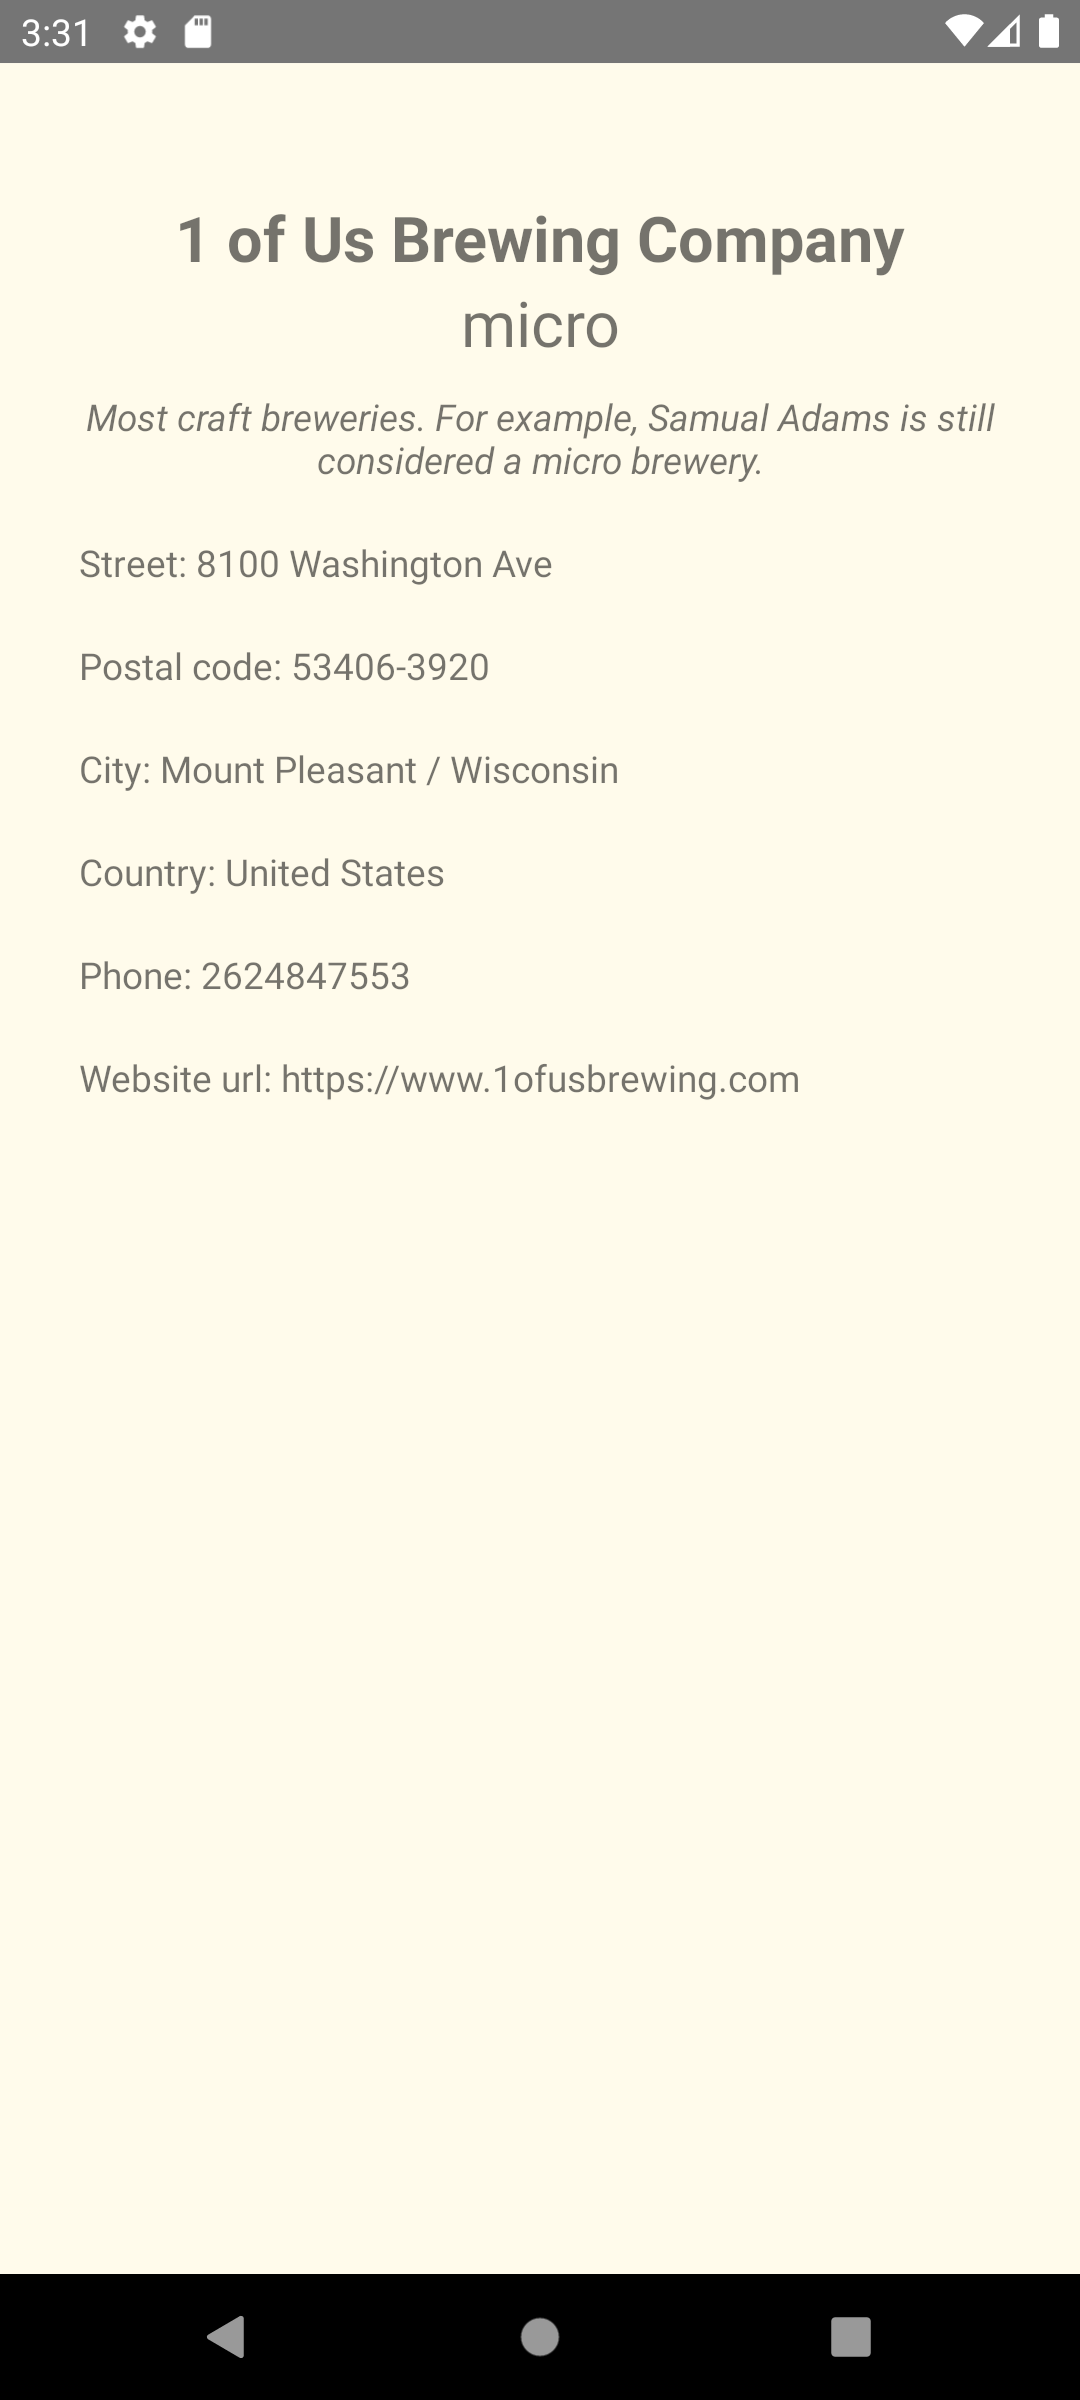 3:31
1 of Us Brewing Company
micro
Most craft breweries. For example, Samual Adams is still
considered a micro brewery.
Street: 8100 Washington Ave
Postal code: 53406-3920
City: Mount Pleasant / Wisconsin
Country: United States
Phone: 2624847553
Website url: https://www.1ofusbrewing.com